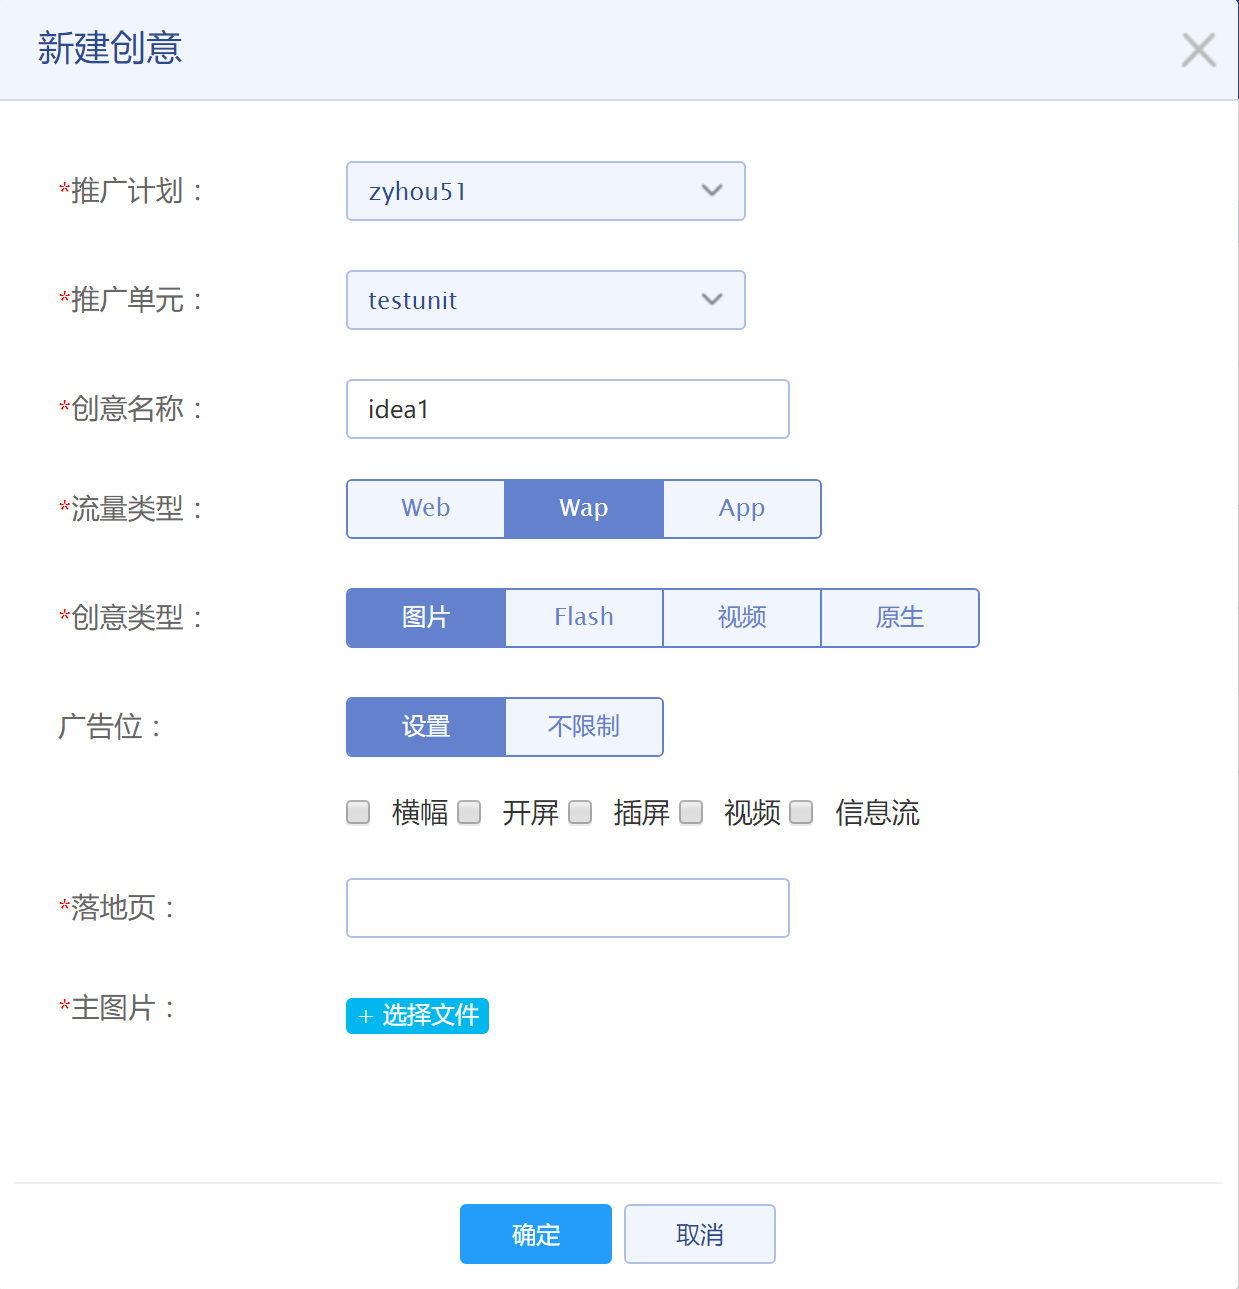 新建创意
*推广计划： zyhou51
*推广单元： testunit
*创意名称： idea1
*流量类型： Web Wap App
*创意类型： 图片 Flash 视频 原生
广告位： 设置 不限制
横幅 开屏 插屏 视频 信息流
*落地页：
*主图片： + 选择文件
确定 取消